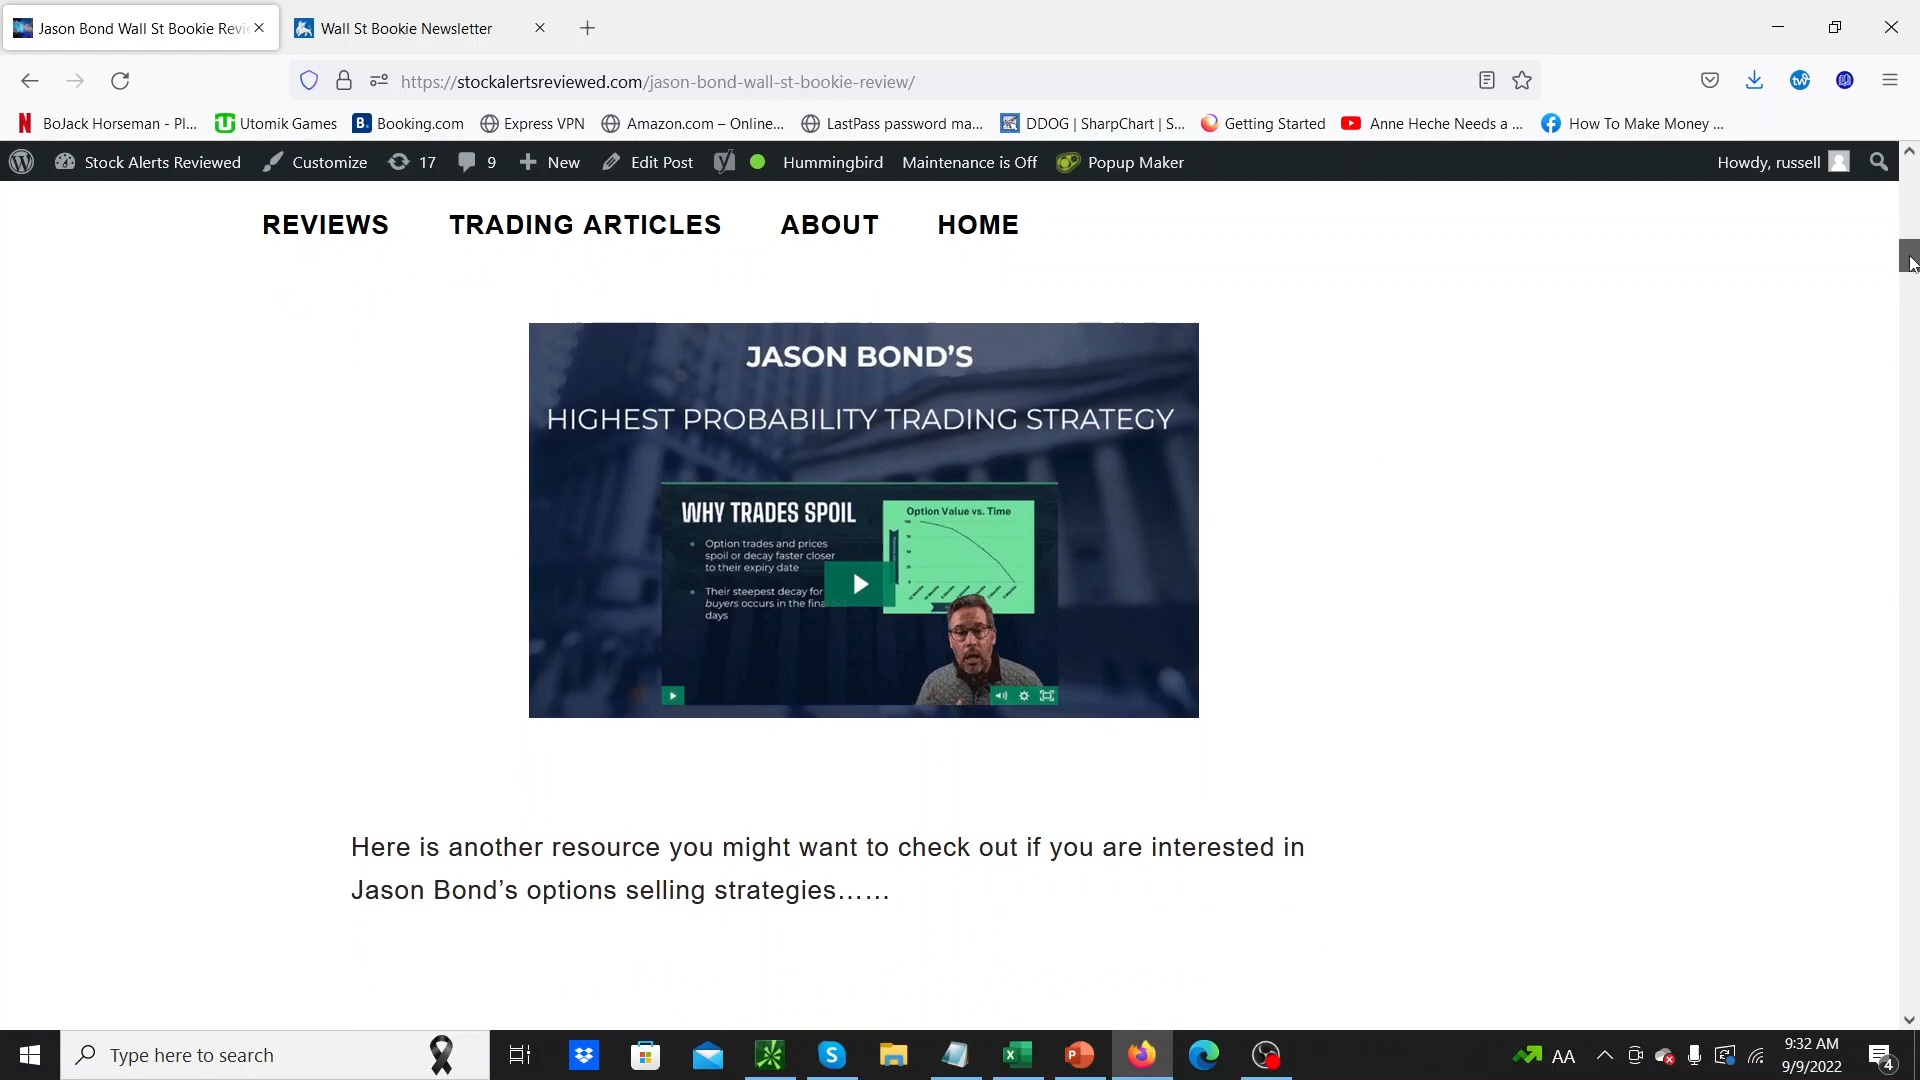 Jason Bond Wall St Bookie Revi
Wall St Bookie Newsletter
https://stockalertsreviewed.com/jason-bond-wall-st-bookie-review/
BoJack Horseman - Pl...
Utomik Games
B.
Booking.com
Express VPN
Amazon.com – Online...
LastPass password ma...
DDOG | SharpChart | S...
Getting Started
Anne Heche Needs a ...
How To Make Money ...
Stock Alerts Reviewed
Customize
17
9
New
Edit Post
Hummingbird
Maintenance is Off
Popup Maker
Howdy, russell
REVIEWS
TRADING ARTICLES
ABOUT
HOME
JASON BOND'S
HIGHEST PROBABILITY TRADING STRATEGY
WHY TRADES SPOIL
Option trades and prices
spoil or decay faster closer
to their expiry date
Their steepest decay for
buyers occurs in the final
days
Option Value vs. Time
Here is another resource you might want to check out if you are interested in
Jason Bond's options selling strategies……
Type here to search
AA
9:32 AM
9/9/2022
4